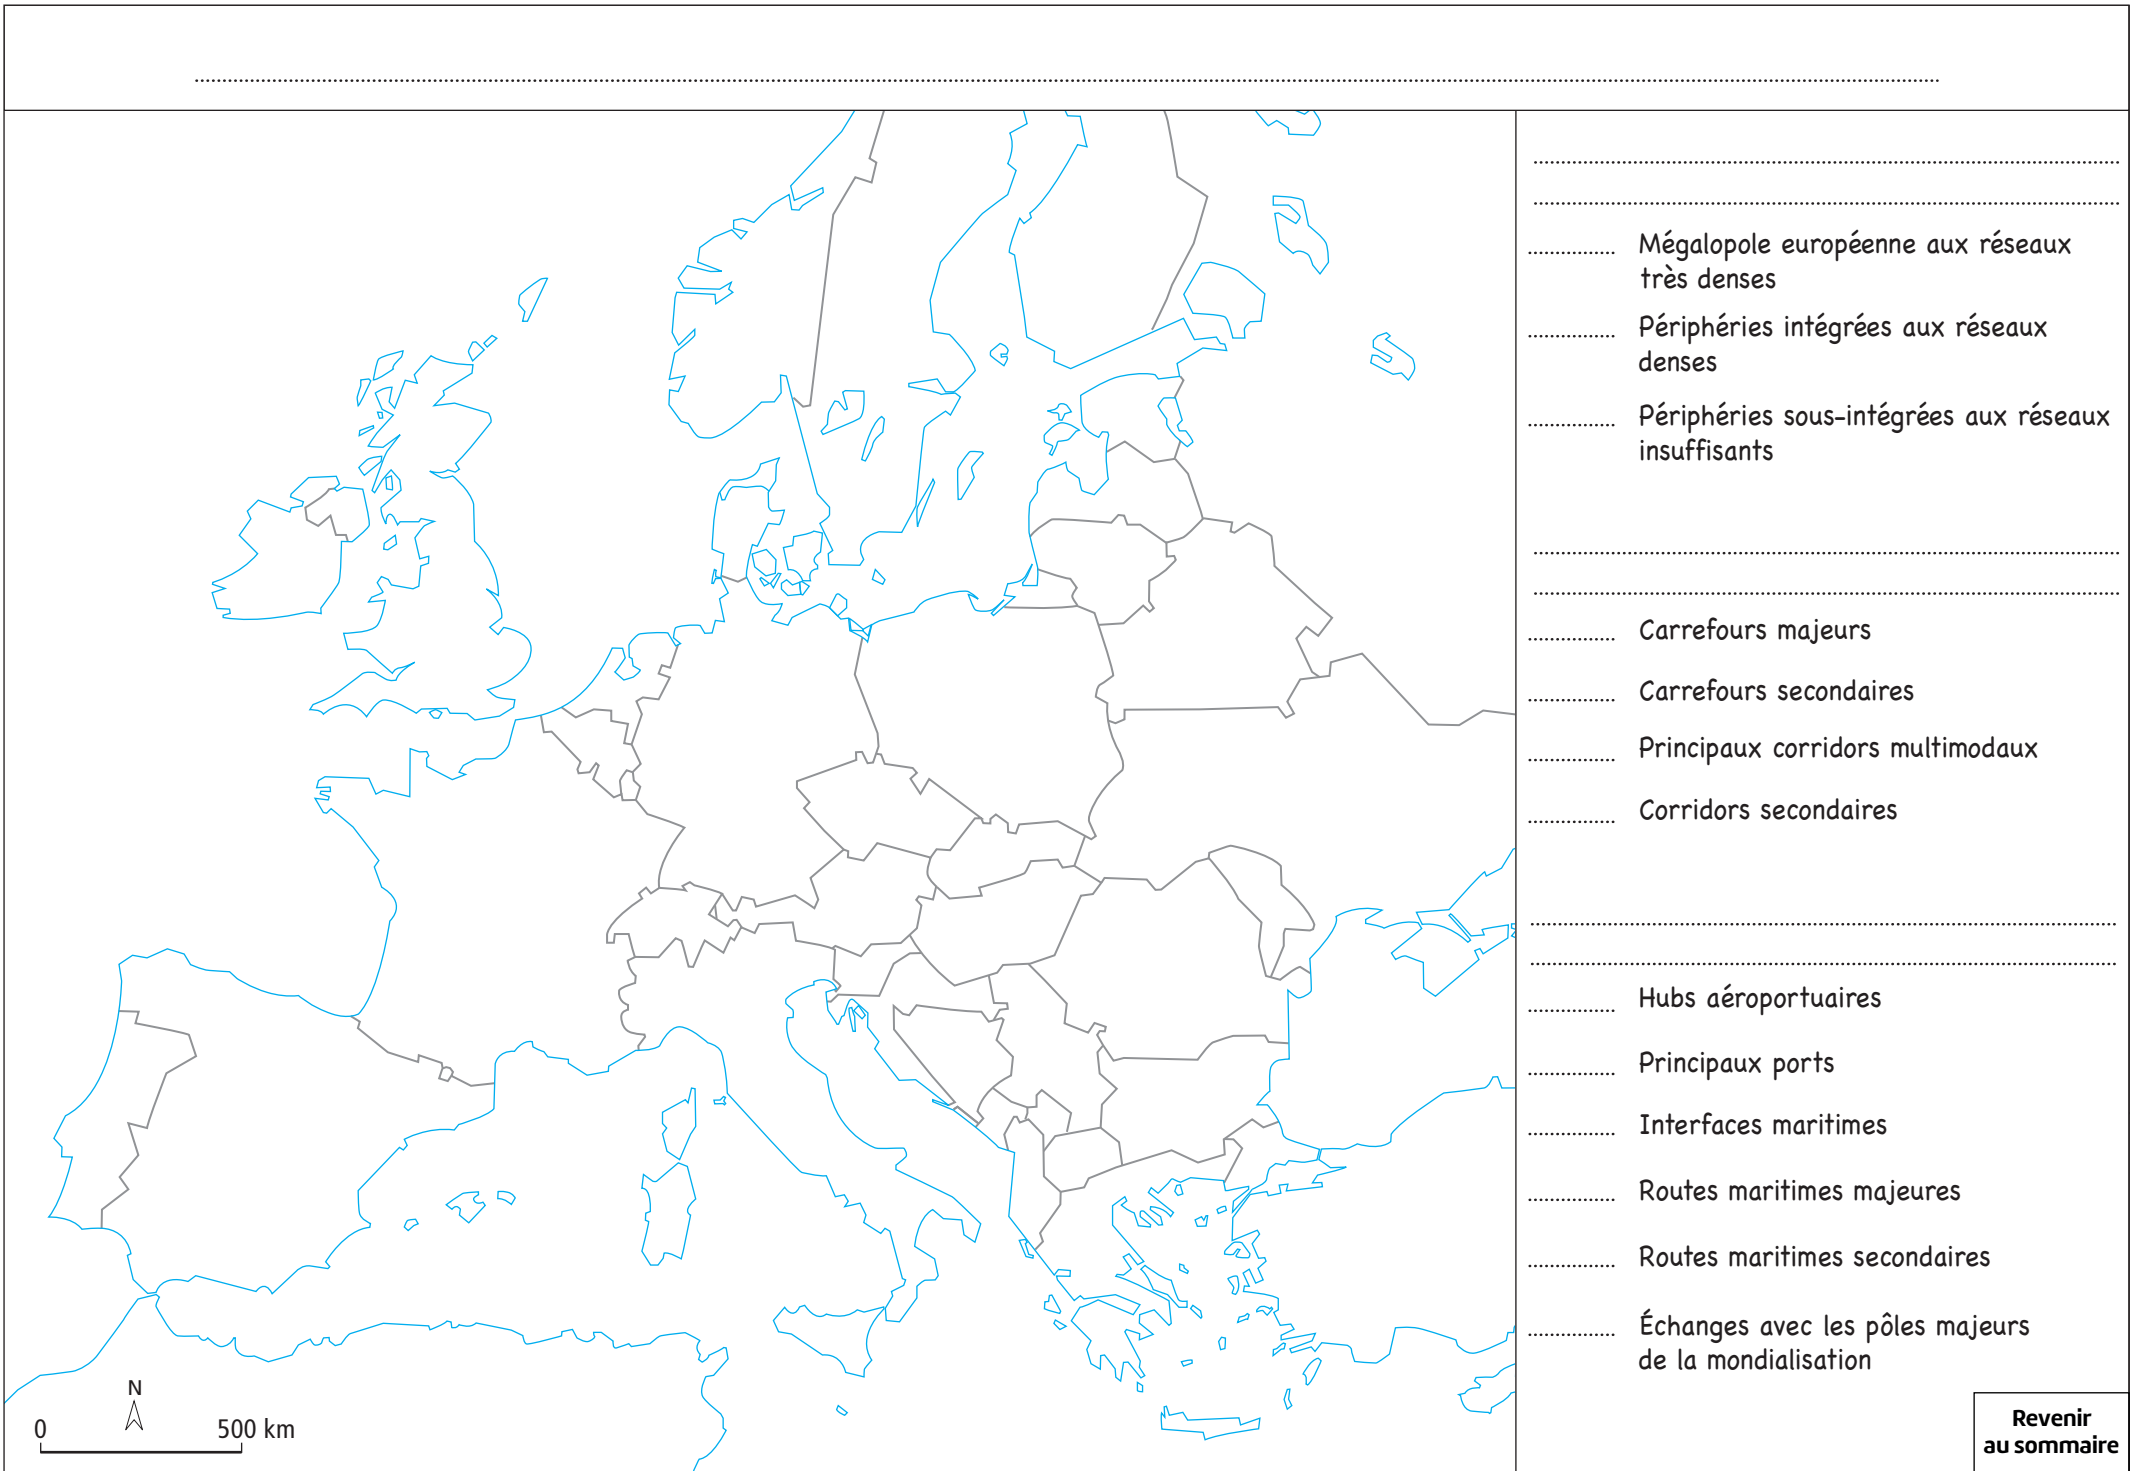 Mégalopole européenne aux réseaux
très denses
Périphéries intégrées aux réseaux
denses
Périphéries sous-intégrées aux réseaux
insuffisants
Carrefours majeurs
Carrefours secondaires
Principaux corridors multimodaux
Corridors secondaires
Hubs aéroportuaires
Principaux ports
Interfaces maritimes
Routes maritimes majeures
Routes maritimes secondaires
Échanges avec les pôles majeurs
de la mondialisation
N
0 500 km
Revenir
au sommaire